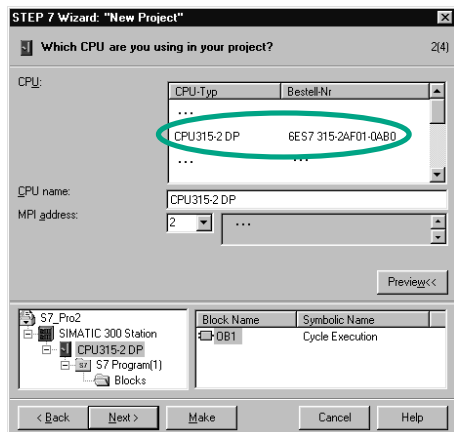 STEP 7 Wizard: "New Project"
Which CPU are you using in your project? 2(4)
CPU:
CPU-Typ Bestell-Nr
...
CPU315-2 DP 6ES7 315-2AF01-0AB0
... ...
CPU name:
CPU315-2 DP
MPI address:
2 ...
Preview<<
S7_Pro2
SIMATIC 300 Station
CPU315-2 DP
S7 Program(1)
Blocks
Block Name Symbolic Name
OB1 Cycle Execution
< Back Next > Make Cancel Help